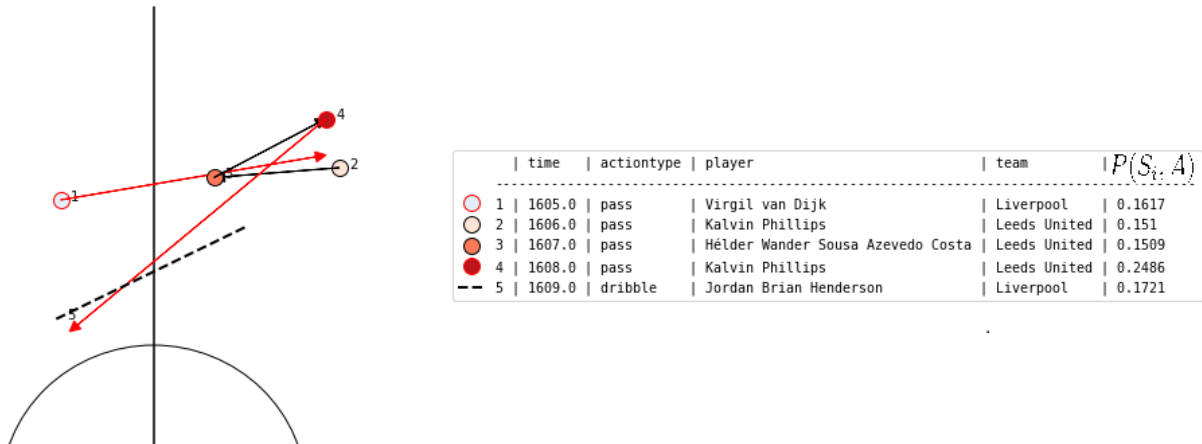 4
2
1
5
| time | actiontype | player | team | P(S_i, A)
--------------------------------------------------------------------------------
1 | 1605.0 | pass | Virgil van Dijk | Liverpool | 0.1617
2 | 1606.0 | pass | Kalvin Phillips | Leeds United | 0.151
3 | 1607.0 | pass | Hélder Wander Sousa Azevedo Costa | Leeds United | 0.1509
4 | 1608.0 | pass | Kalvin Phillips | Leeds United | 0.2486
5 | 1609.0 | dribble | Jordan Brian Henderson | Liverpool | 0.1721